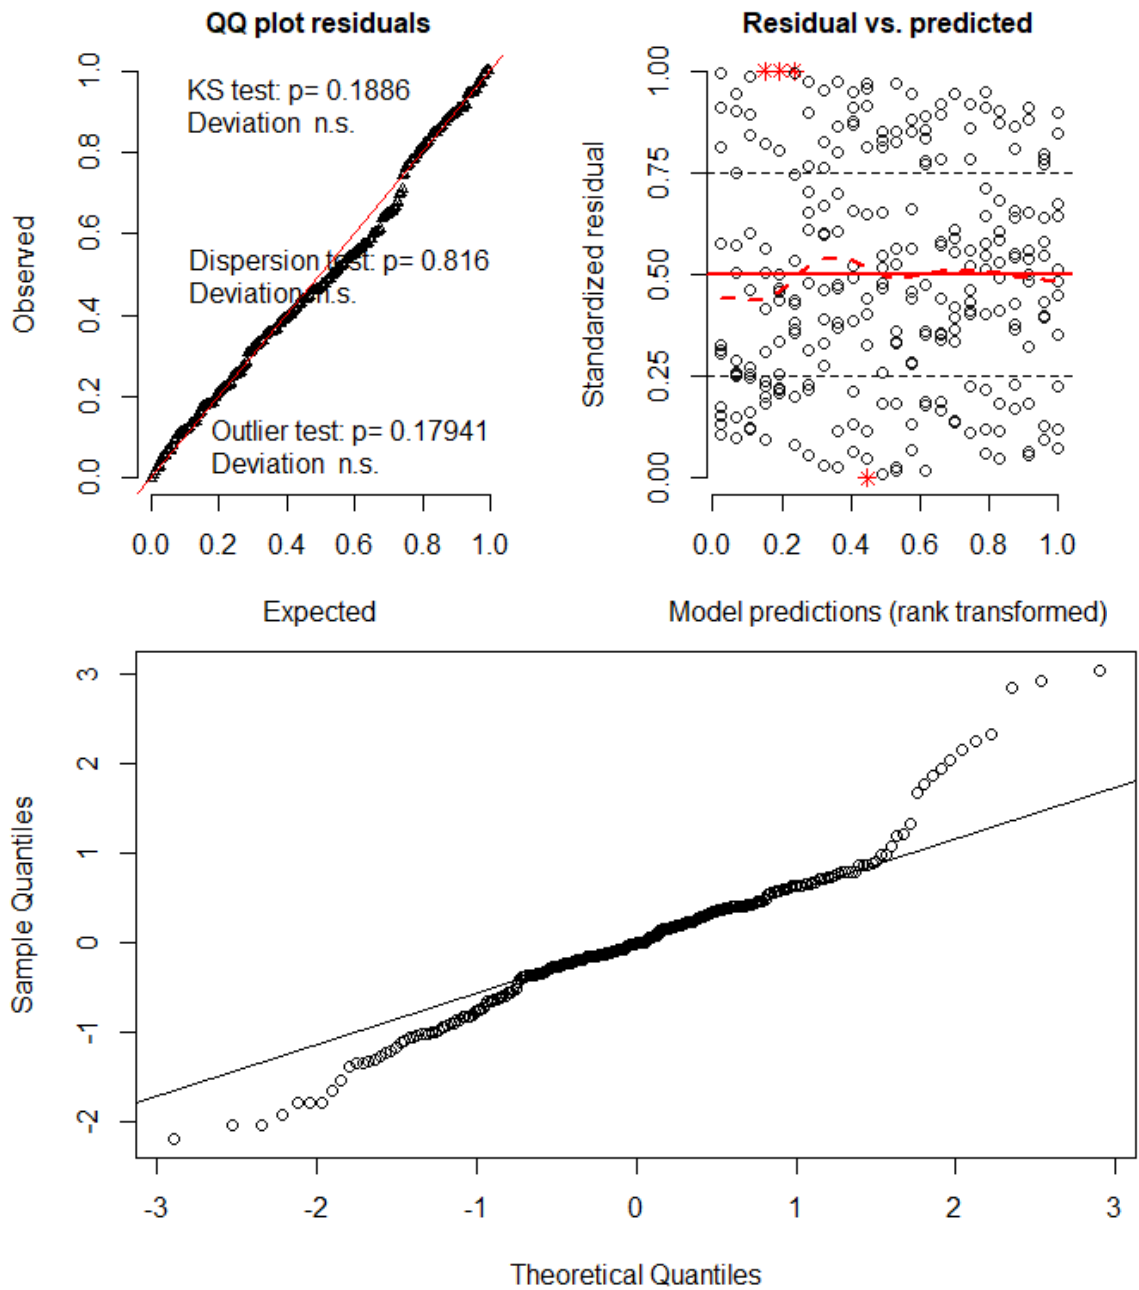 QQ plot residuals
KS test: p= 0.1886
Deviation n.s.
Dispersion test: p= 0.816
Deviation n.s.
Outlier test: p= 0.17941
Deviation n.s.
Observed
0.0 0.2 0.4 0.6 0.8 1.0
0.0 0.2 0.4 0.6 0.8 1.0
Expected
Residual vs. predicted
Standardized residual
0.00 0.25 0.50 0.75 1.00
0.0 0.2 0.4 0.6 0.8 1.0
Model predictions (rank transformed)
Sample Quantiles
-2 -1 0 1 2 3
-3 -2 -1 0 1 2 3
Theoretical Quantiles